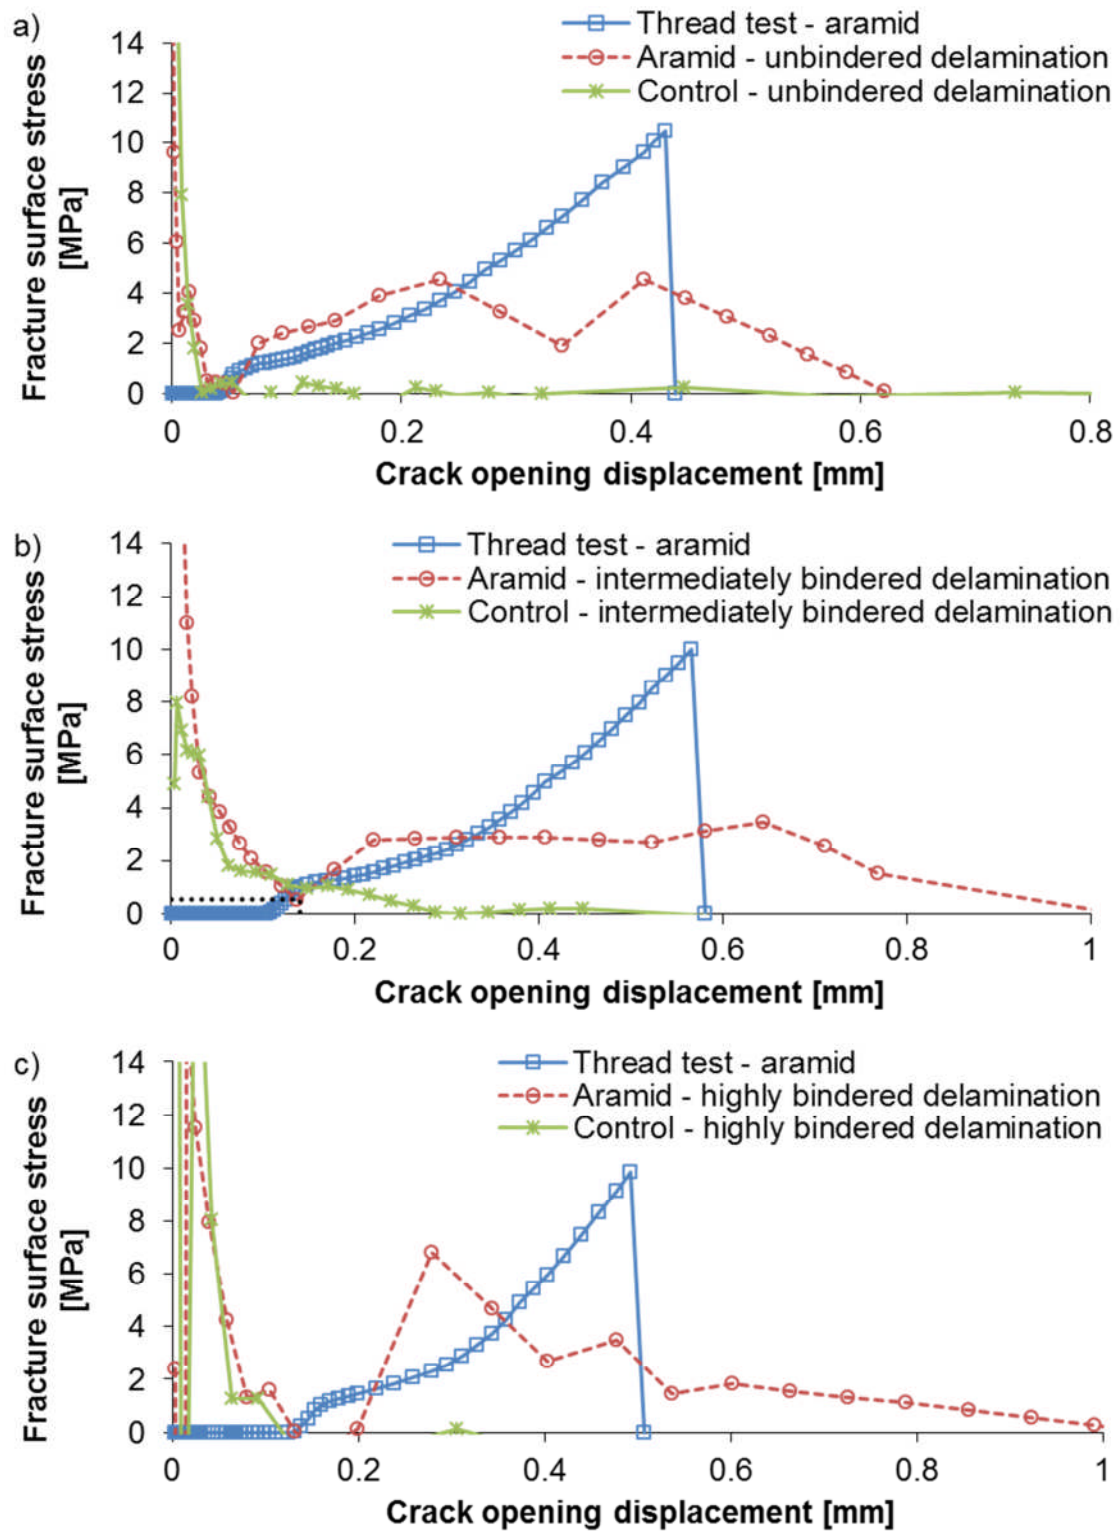 a)
Thread test - aramid
Aramid - unbindered delamination
Control - unbindered delamination
Fracture surface stress
[MPa]
14
12
10
8
6
4
2
0
0 0.2 0.4 0.6 0.8
Crack opening displacement [mm]
b)
Thread test - aramid
Aramid - intermediately bindered delamination
Control - intermediately bindered delamination
Fracture surface stress
[MPa]
14
12
10
8
6
4
2
0
0 0.2 0.4 0.6 0.8 1
Crack opening displacement [mm]
c)
Thread test - aramid
Aramid - highly bindered delamination
Control - highly bindered delamination
Fracture surface stress
[MPa]
14
12
10
8
6
4
2
0
0 0.2 0.4 0.6 0.8 1
Crack opening displacement [mm]